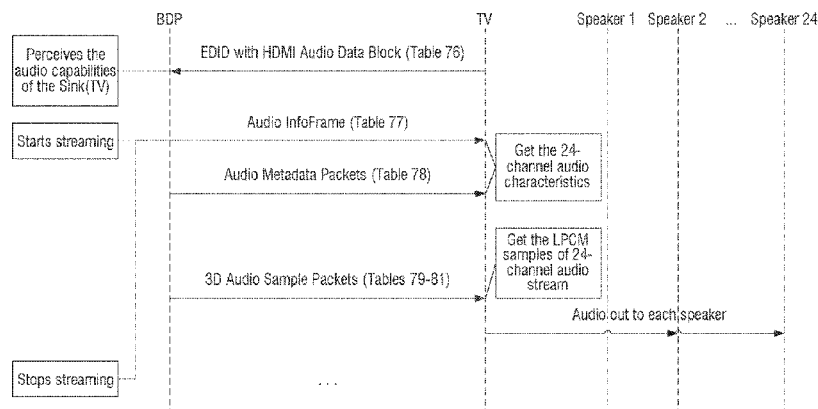 BDP TV Speaker 1 Speaker 2 ... Speaker 24
Perceives the
audio capabilities
of the Sink(TV)
EDID with HDMI Audio Data Block (Table 76)
Starts streaming
Audio InfoFrame (Table 77)
Get the 24-
channel audio
characteristics
Audio Metadata Packets (Table 78)
Get the LPCM
samples of 24-
channel audio
stream
3D Audio Sample Packets (Tables 79-81)
Audio out to each speaker
Stops streaming
...